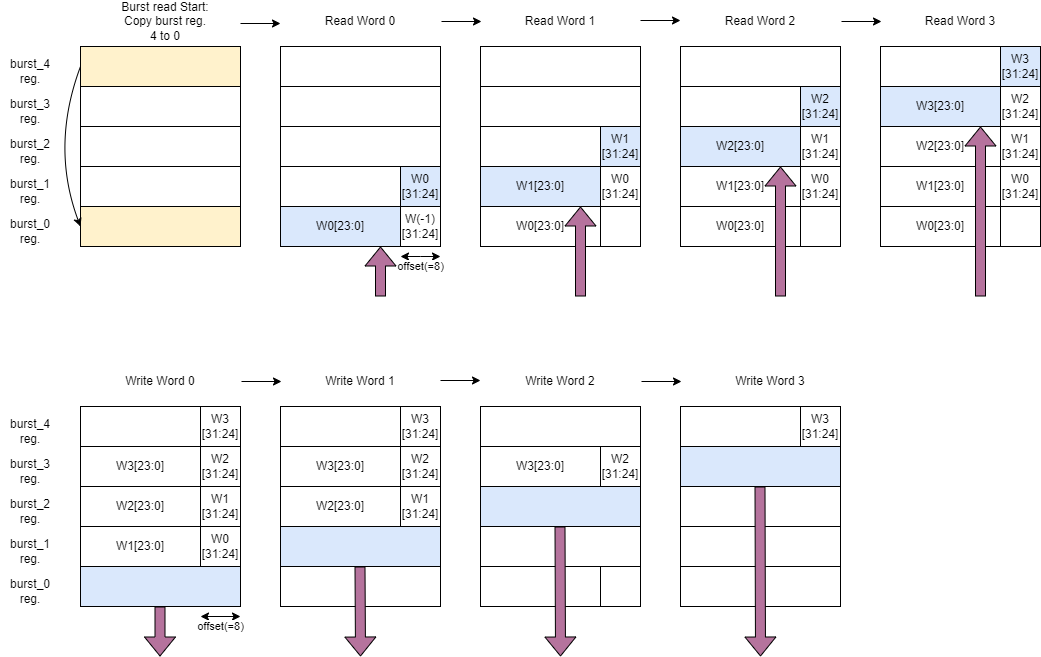 Burst read Start:
Copy burst reg.
4 to 0
Read Word 0
Read Word 1
Read Word 2
Read Word 3
burst_4
reg.
burst_3
reg.
burst_2
reg.
burst_1
reg.
burst_0
reg.
W0
[31:24]
W0[23:0]
W(-1)
[31:24]
offset(=8)
W1
[31:24]
W1[23:0]
W0
[31:24]
W0[23:0]
W2
[31:24]
W2[23:0]
W1
[31:24]
W1[23:0]
W0
[31:24]
W0[23:0]
W3
[31:24]
W3[23:0]
W2
[31:24]
W2[23:0]
W1
[31:24]
W1[23:0]
W0
[31:24]
W0[23:0]
Write Word 0
Write Word 1
Write Word 2
Write Word 3
burst_4
reg.
burst_3
reg.
burst_2
reg.
burst_1
reg.
burst_0
reg.
W3
[31:24]
W3[23:0]
W2
[31:24]
W2[23:0]
W1
[31:24]
W1[23:0]
W0
[31:24]
offset(=8)
W3
[31:24]
W3[23:0]
W2
[31:24]
W2[23:0]
W1
[31:24]
W3[23:0]
W2
[31:24]
W3
[31:24]